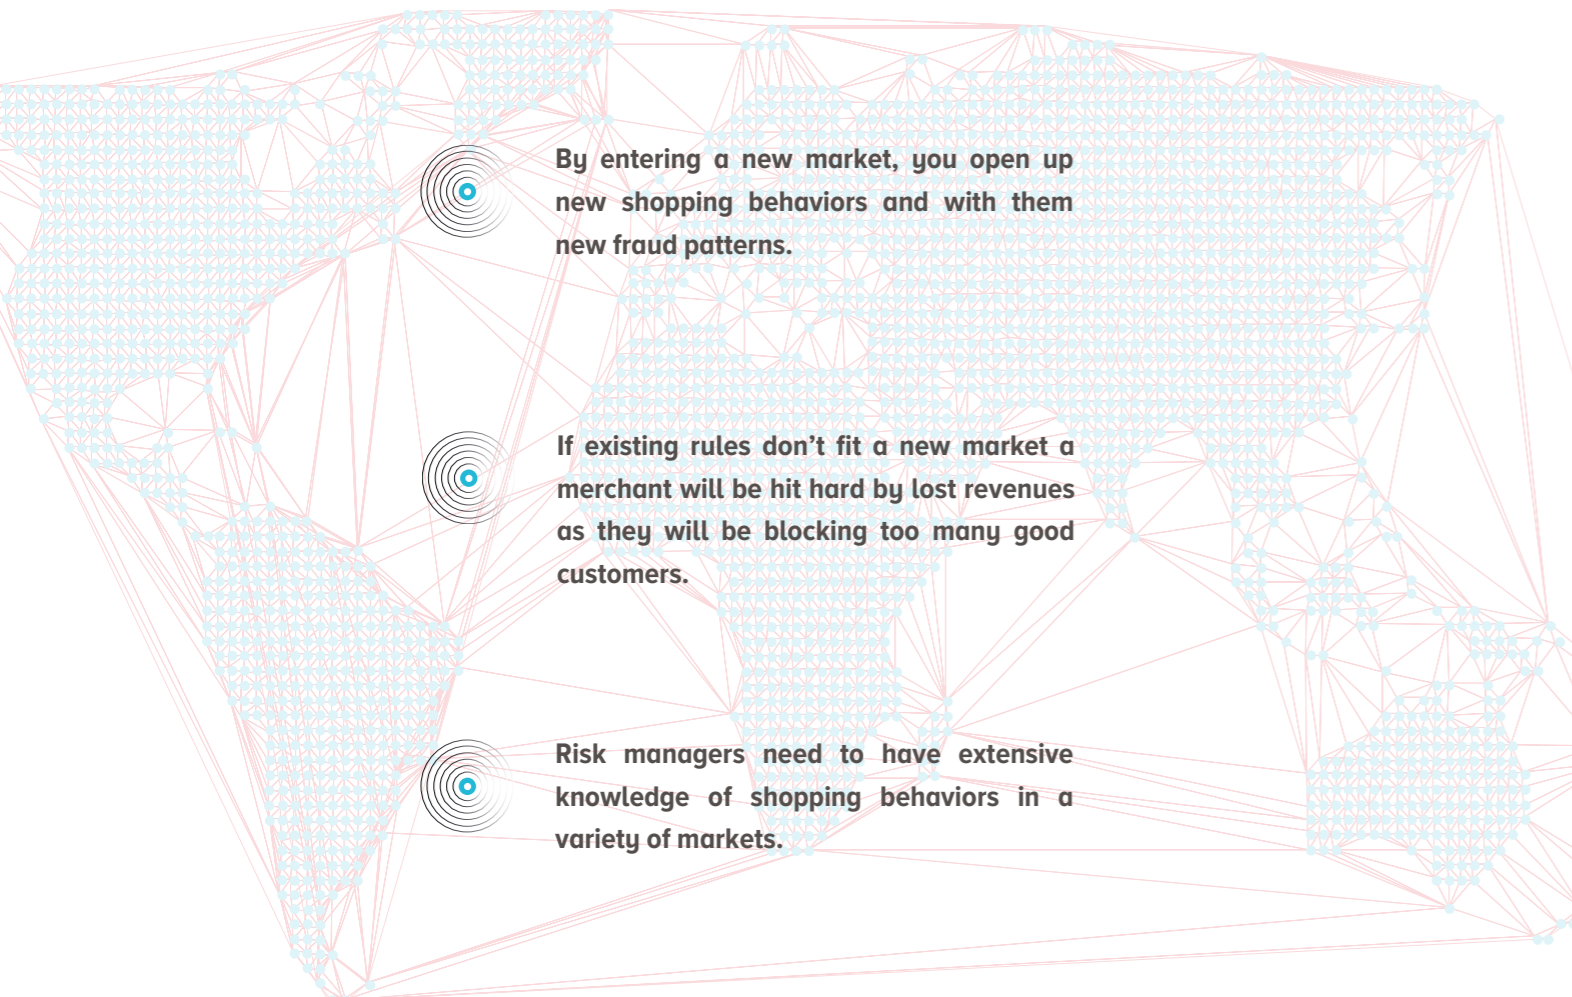 By entering a new market, you open up
new shopping behaviors and with them
new fraud patterns.
If existing rules don’t fit a new market a
merchant will be hit hard by lost revenues
as they will be blocking too many good
customers.
Risk managers need to have extensive
knowledge of shopping behaviors in a
variety of markets.